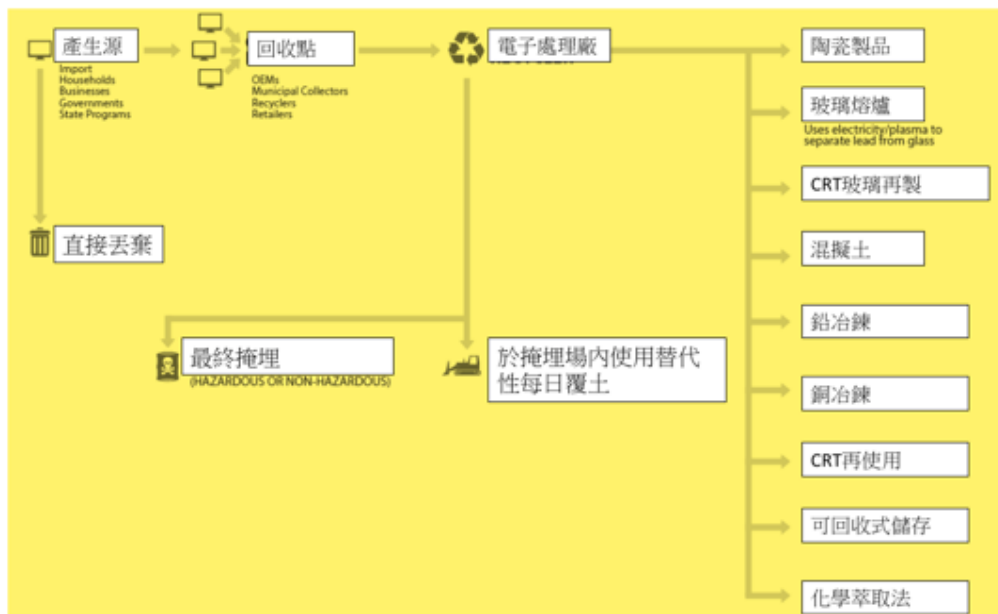 產生源
Import
Households
Businesses
Governments
State Programs
回收點
OEMs
Municipal Collectors
Recyclers
Retailers
電子處理廠
直接丟棄
最終掩埋
(HAZARDOUS OR NON-HAZARDOUS)
於掩埋場內使用替代
性每日覆土
陶瓷製品
玻璃熔爐
Uses electricity/plasma to
separate lead from glass
CRT玻璃再製
混擬土
鉛冶鍊
銅冶鍊
CRT再使用
可回收式儲存
化學萃取法